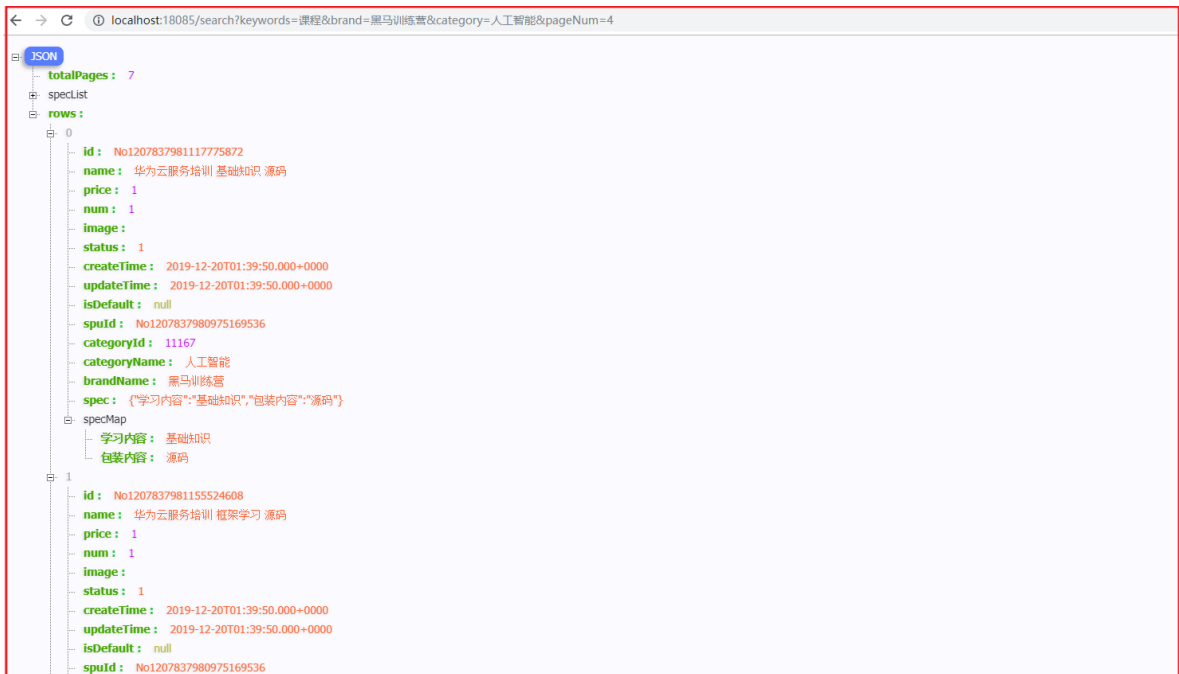 localhost:18085/search?keywords=课程&brand=黑马训练营&category=人工智能&pageNum=4
JSON
totalPages : 7
specList
rows :
0
id : No1207837981117775872
name : 华为云服务培训 基础知识 源码
price : 1
num : 1
image :
status : 1
createTime : 2019-12-20T01:39:50.000+0000
updateTime : 2019-12-20T01:39:50.000+0000
isDefault : null
spuId : No1207837980975169536
categoryId : 11167
categoryName : 人工智能
brandName : 黑马训练营
spec : {"学习内容":"基础知识","包装内容":"源码"}
specMap
学习内容 : 基础知识
包装内容 : 源码
1
id : No1207837981155524608
name : 华为云服务培训 框架学习 源码
price : 1
num : 1
image :
status : 1
createTime : 2019-12-20T01:39:50.000+0000
updateTime : 2019-12-20T01:39:50.000+0000
isDefault : null
spuId : No1207837980975169536